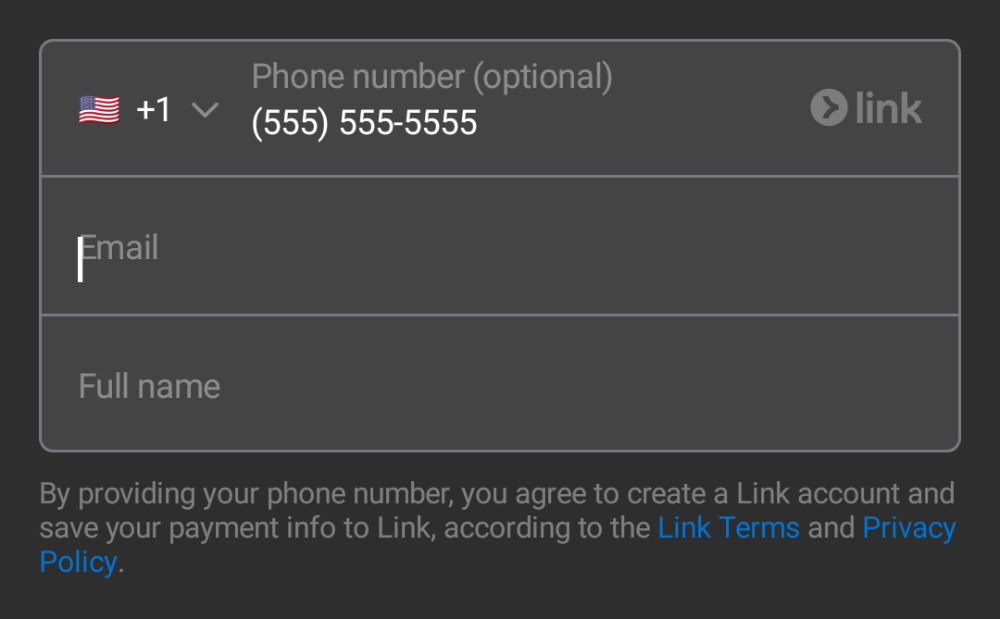 Phone number (optional)
+1 (555) 555-5555 link
Email
Full name
By providing your phone number, you agree to create a Link account and
save your payment info to Link, according to the Link Terms and Privacy
Policy.